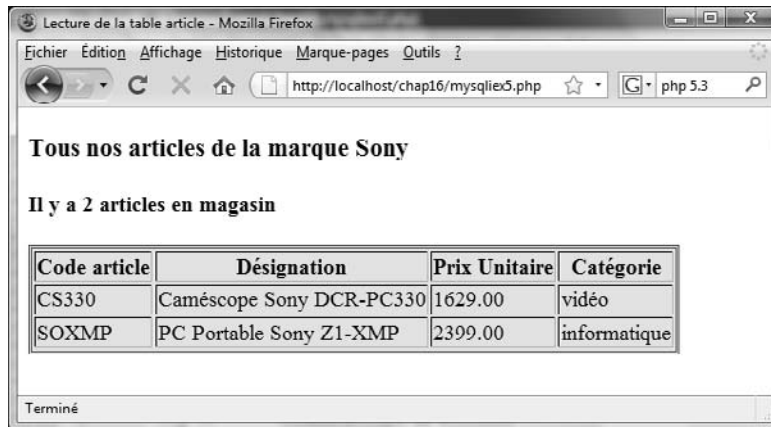 Lecture de la table article - Mozilla Firefox
Fichier Édition Affichage Historique Marque-pages Outils ?
http://localhost/chap16/mysqliex5.php G php 5.3
Tous nos articles de la marque Sony
Il y a 2 articles en magasin
Code article Désignation Prix Unitaire Catégorie
CS330 Caméscope Sony DCR-PC330 1629.00 vidéo
SOXMP PC Portable Sony Z1-XMP 2399.00 informatique
Terminé